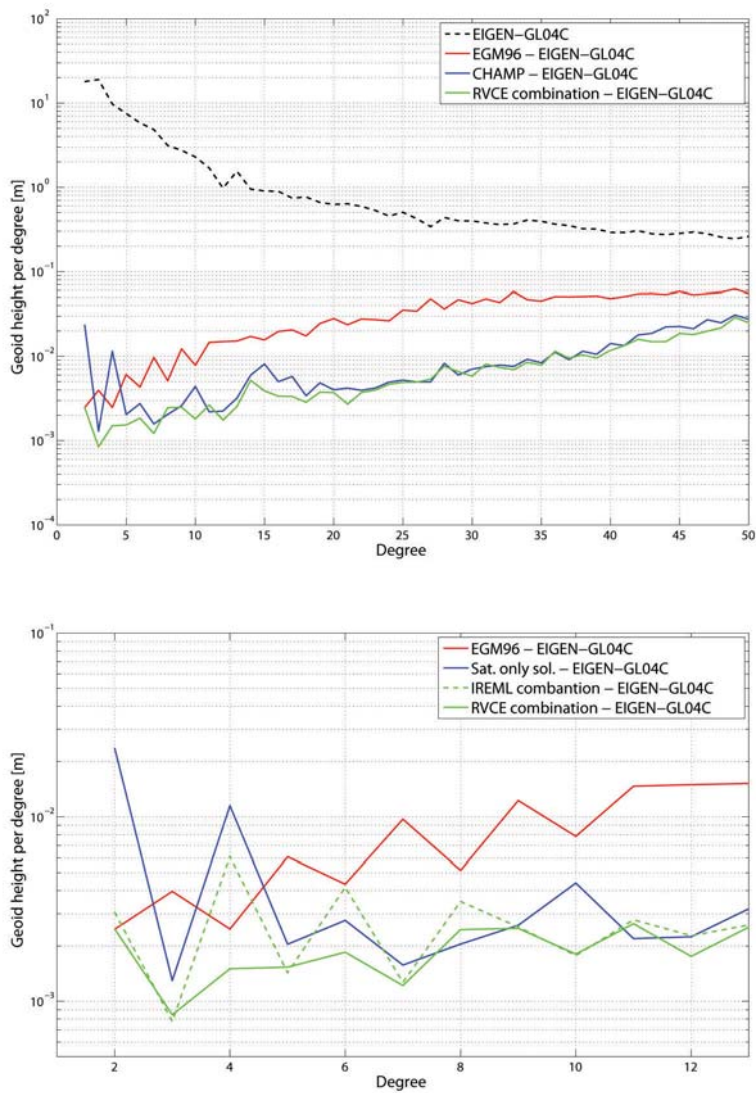 10^2
10^1
10^0
10^-1
10^-2
10^-3
10^-4
Geoid height per degree [m]
EIGEN−GL04C
EGM96 − EIGEN−GL04C
CHAMP − EIGEN−GL04C
RVCE combination − EIGEN−GL04C
0 5 10 15 20 25 30 35 40 45 50
Degree
10^-1
10^-2
10^-3
Geoid height per degree [m]
EGM96 − EIGEN−GL04C
Sat. only sol. − EIGEN−GL04C
IREML combantion − EIGEN−GL04C
RVCE combination − EIGEN−GL04C
2 4 6 8 10 12
Degree